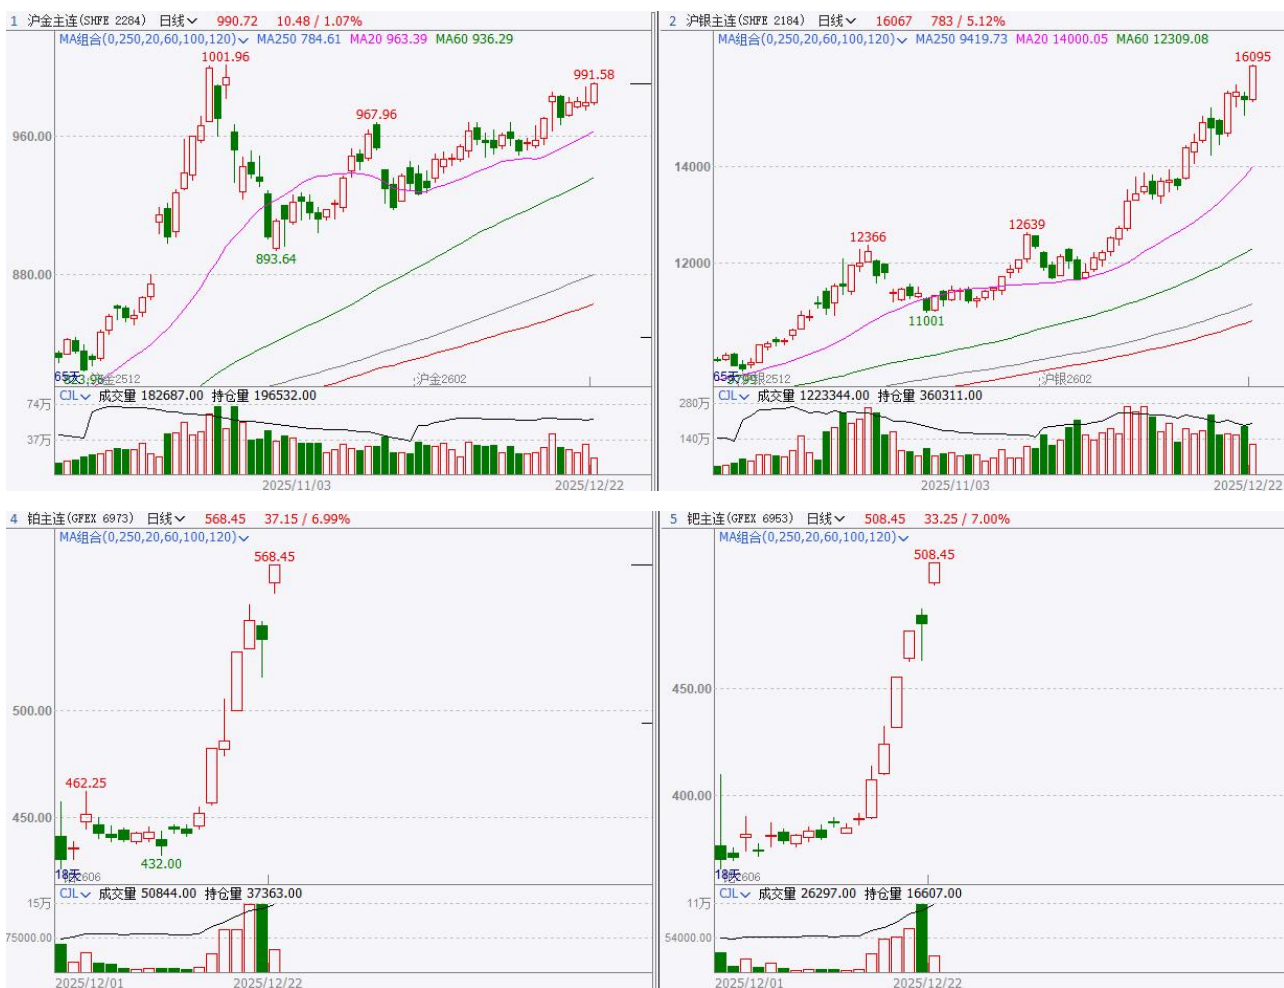 1 沪金主连(SHFE 2284) 日线 990.72 10.48 / 1.07%
MA组合(0,250,20,60,100,120) MA250 784.61 MA20 963.39 MA60 936.29
1001.96
991.58
967.96
960.00
893.64
880.00
65天
沪金2602
CJL 成交量 182687.00 持仓量 196532.00
74万
37万
2025/11/03 2025/12/22
2 沪银主连(SHFE 2184) 日线 16067 783 / 5.12%
MA组合(0,250,20,60,100,120) MA250 9419.73 MA20 14000.05 MA60 12309.08
16095
14000
12639
12366
12000
11001
65天
沪银2602
CJL 成交量 1223344.00 持仓量 360311.00
280万
140万
2025/11/03 2025/12/22
4 铂主连(GFEX 6973) 日线 568.45 37.15 / 6.99%
MA组合(0,250,20,60,100,120)
568.45
500.00
462.25
450.00
432.00
18天
CJL 成交量 50844.00 持仓量 37363.00
15万
75000.00
2025/12/01 2025/12/22
5 钯主连(GFEX 6953) 日线 508.45 33.25 / 7.00%
MA组合(0,250,20,60,100,120)
508.45
450.00
400.00
18天
CJL 成交量 26297.00 持仓量 16607.00
11万
54000.00
2025/12/01 2025/12/22